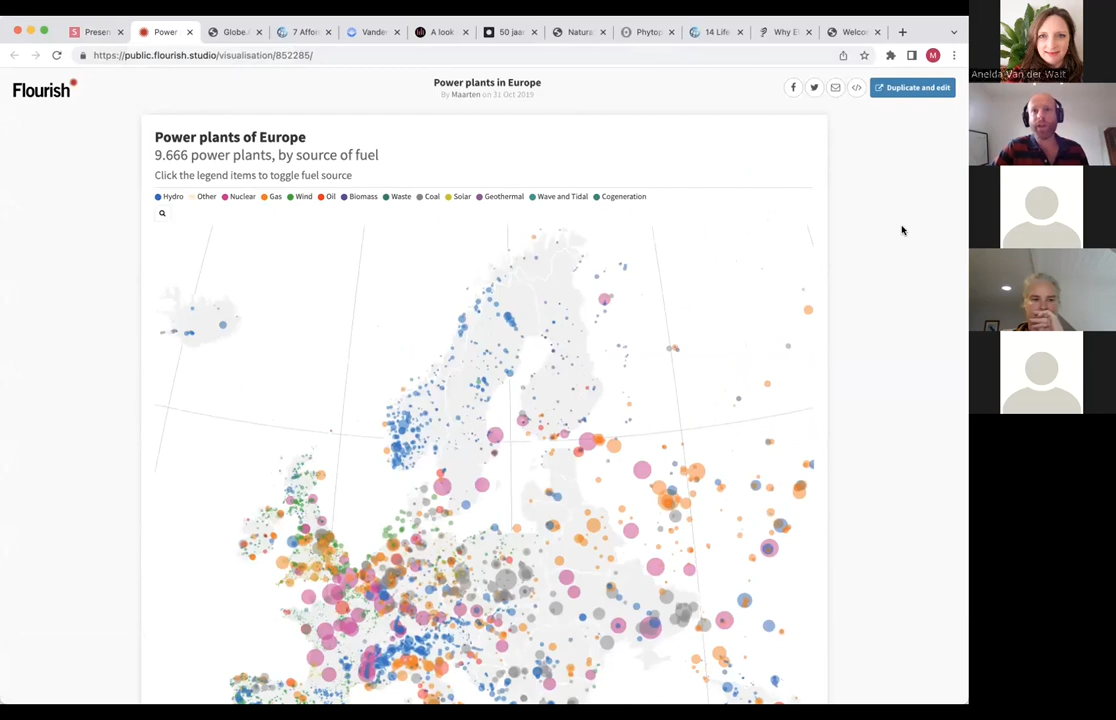 Presen
Power
Globe.
7 Affor
Vander
A look
50 jaar
Natura
Phytop
14 Life
Why E
Welco
https://public.flourish.studio/visualisation/852285/
M
Flourish
Power plants in Europe
By Maarten on 31 Oct 2019
Duplicate and edit
Power plants of Europe
9.666 power plants, by source of fuel
Click the legend items to toggle fuel source
Hydro Other Nuclear Gas Wind Oil Biomass Waste Coal Solar Geothermal Wave and Tidal Cogeneration
Anelda Van der Walt